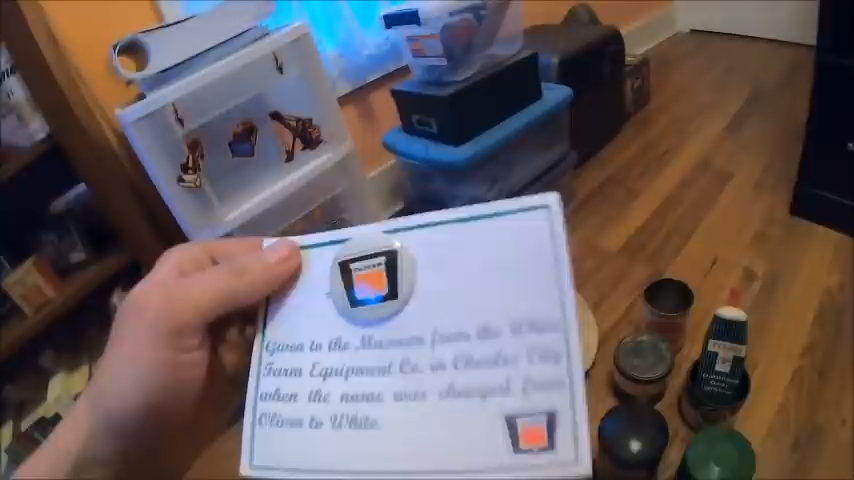 Given to the Museum from the White
Farm Equipment Co. in Charles City
when the name was changed from
Oliver to White.